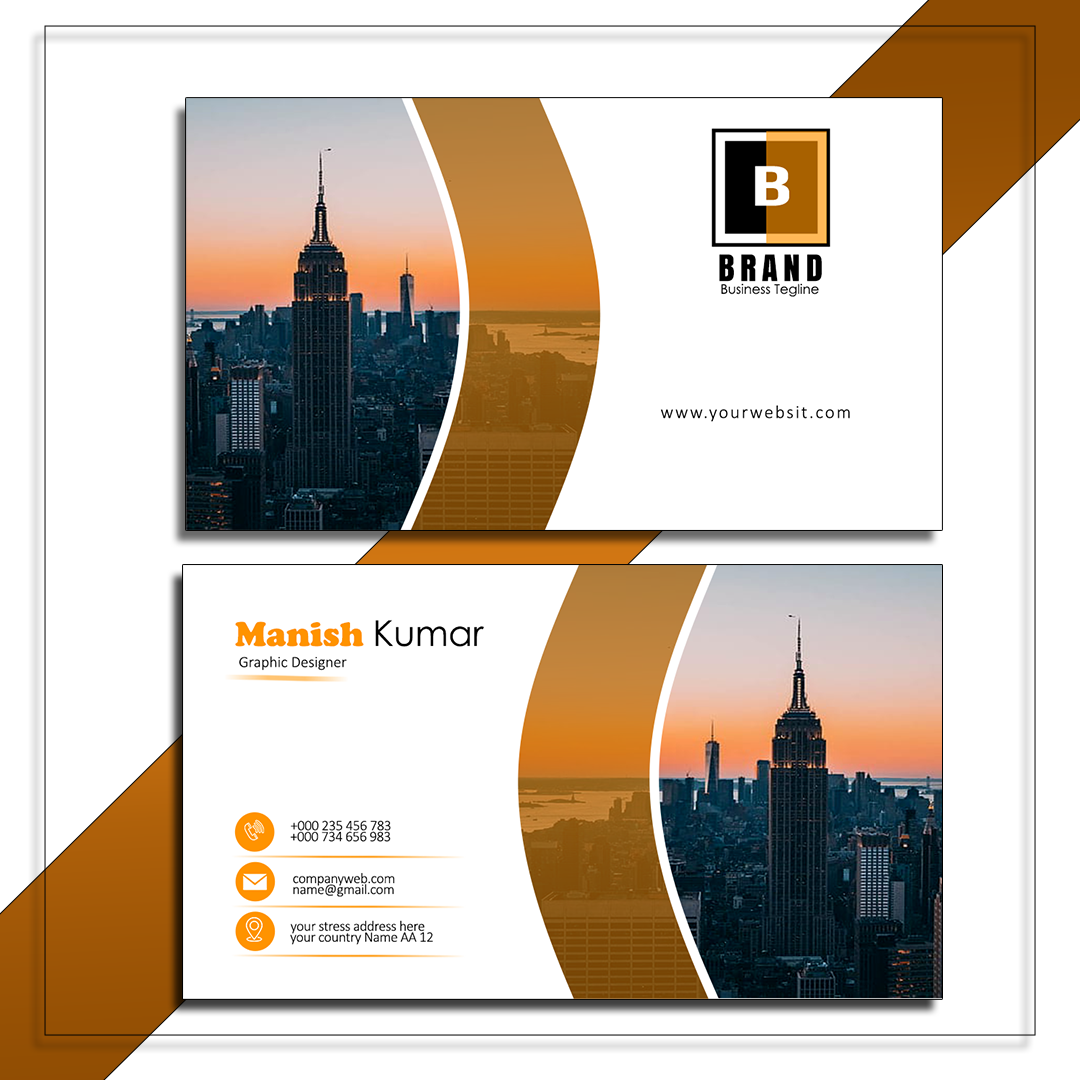 B
BRAND
Business Tegline
www.yourwebsit.com
Manish Kumar
Graphic Designer
+000 235 456 783
+000 734 656 983
companyweb.com
name@gmail.com
your stress address here
your country Name AA 12